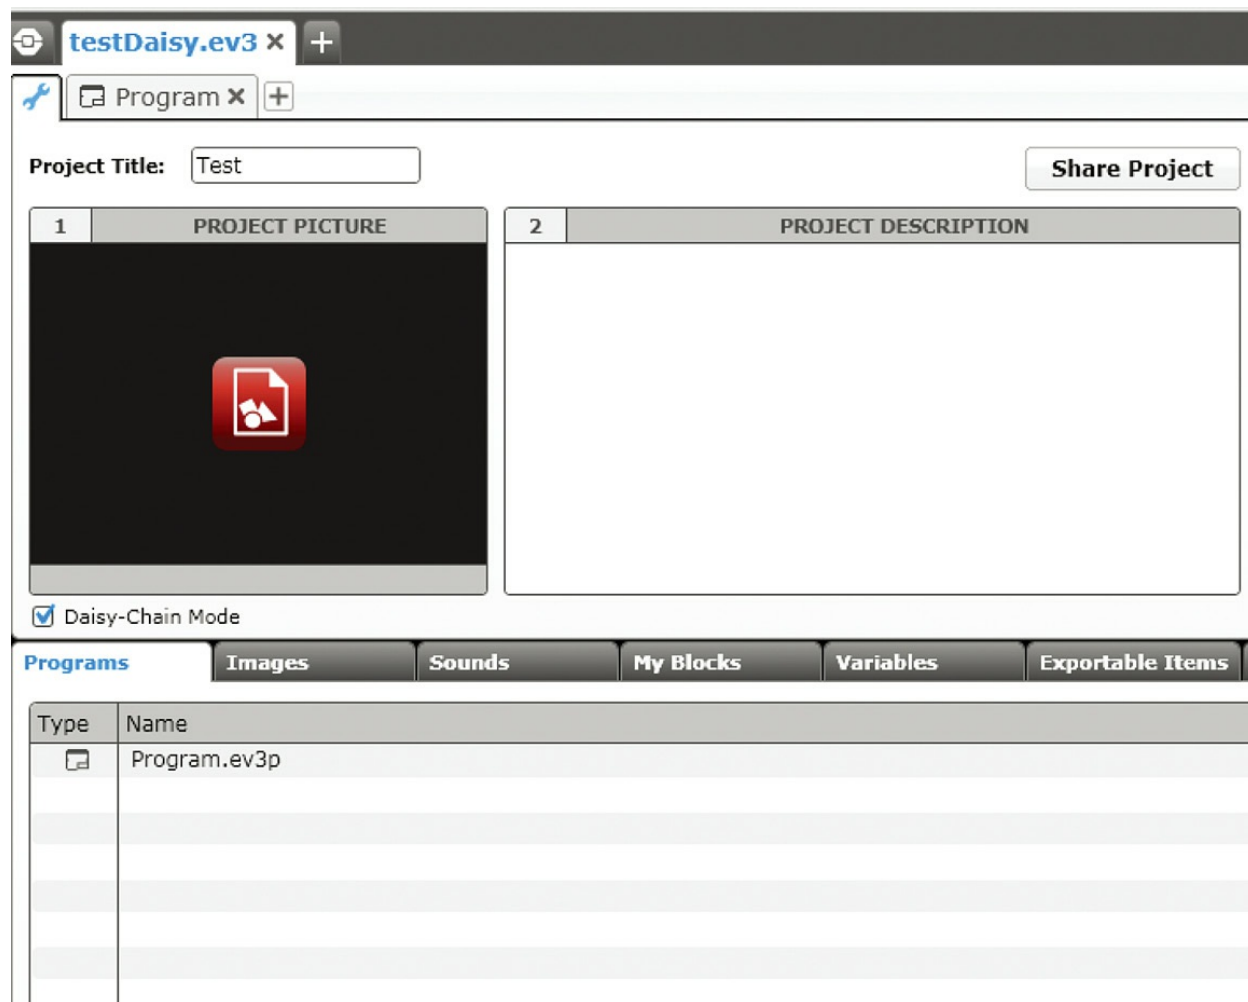 testDaisy.ev3
Program
Project Title: Test
Share Project
1 PROJECT PICTURE
2 PROJECT DESCRIPTION
Daisy-Chain Mode
Programs Images Sounds My Blocks Variables Exportable Items
Type Name
Program.ev3p